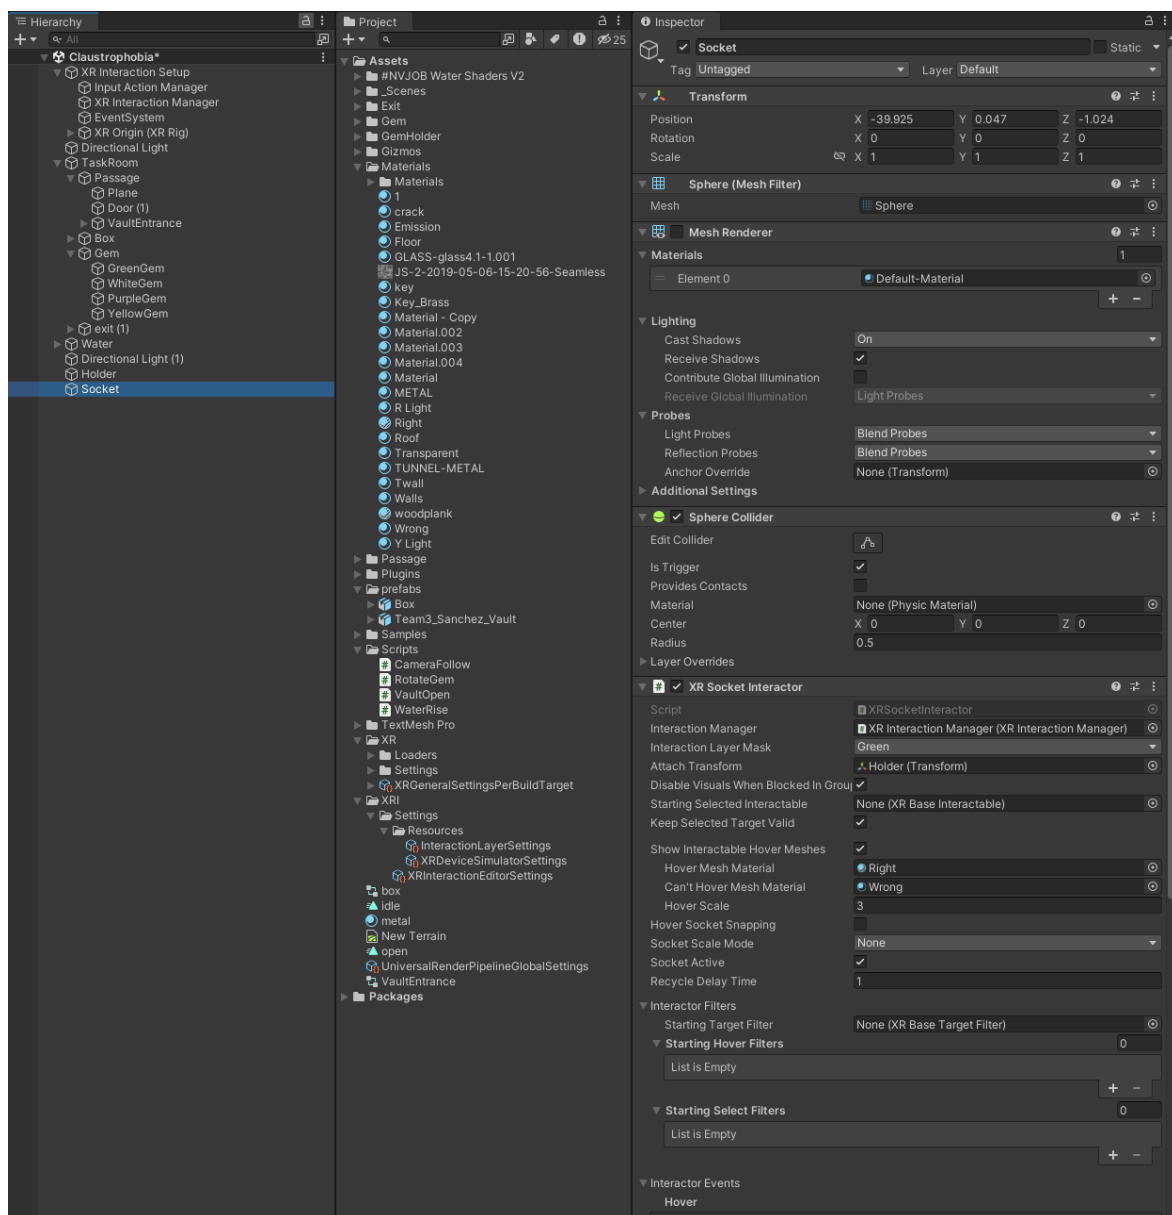 Hierarchy
All
Claustrophobia*
XR Interaction Setup
Input Action Manager
XR Interaction Manager
EventSystem
XR Origin (XR Rig)
Directional Light
TaskRoom
Passage
Plane
Door (1)
VaultEntrance
Box
Gem
GreenGem
WhiteGem
PurpleGem
YellowGem
exit (1)
Water
Directional Light (1)
Holder
Socket
Project
25
Assets
#NVJOB Water Shaders V2
_Scenes
Exit
Gem
GemHolder
Gizmos
Materials
Materials
1
crack
Emission
Floor
GLASS-glass4.1-1.001
JS-2-2019-05-06-15-20-56-Seamless
key
Key_Brass
Material - Copy
Material.002
Material.003
Material.004
Material
METAL
R Light
Right
Roof
Transparent
TUNNEL-METAL
Twall
Walls
woodplank
Wrong
Y Light
Passage
Plugins
prefabs
Box
Team3_Sanchez_Vault
Samples
Scripts
CameraFollow
RotateGem
VaultOpen
WaterRise
TextMesh Pro
XR
Loaders
Settings
XRGeneralSettingsPerBuildTarget
XRI
Settings
Resources
InteractionLayerSettings
XRDeviceSimulatorSettings
XRInteractionEditorSettings
box
idle
metal
New Terrain
open
UniversalRenderPipelineGlobalSettings
VaultEntrance
Packages
Inspector
Socket Static
Tag Untagged Layer Default
Transform
Position X -39.925 Y 0.047 Z -1.024
Rotation X 0 Y 0 Z 0
Scale X 1 Y 1 Z 1
Sphere (Mesh Filter)
Mesh Sphere
Mesh Renderer
Materials 1
Element 0 Default-Material
Lighting
Cast Shadows On
Receive Shadows
Contribute Global Illumination
Receive Global Illumination Light Probes
Probes
Light Probes Blend Probes
Reflection Probes Blend Probes
Anchor Override None (Transform)
Additional Settings
Sphere Collider
Edit Collider
Is Trigger
Provides Contacts
Material None (Physic Material)
Center X 0 Y 0 Z 0
Radius 0.5
Layer Overrides
# XR Socket Interactor
Script XRSocketInteractor
Interaction Manager XR Interaction Manager (XR Interaction Manager)
Interaction Layer Mask Green
Attach Transform Holder (Transform)
Disable Visuals When Blocked In Grou
Starting Selected Interactable None (XR Base Interactable)
Keep Selected Target Valid
Show Interactable Hover Meshes
Hover Mesh Material Right
Can't Hover Mesh Material Wrong
Hover Scale 3
Hover Socket Snapping
Socket Scale Mode None
Socket Active
Recycle Delay Time 1
Interactor Filters
Starting Target Filter None (XR Base Target Filter)
Starting Hover Filters 0
List is Empty
Starting Select Filters 0
List is Empty
Interactor Events
Hover